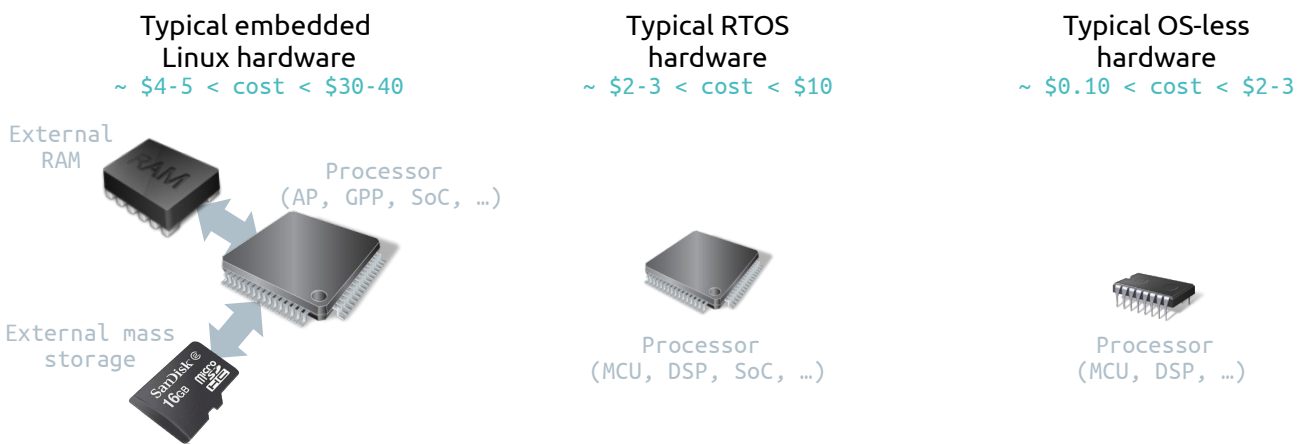 Typical embedded
Linux hardware
~ $4-5 < cost < $30-40
External
RAM
RAM
Processor
(AP, GPP, SoC, …)
External mass
storage
SanDisk
2
micro
SD
HC
16GB
Typical RTOS
hardware
~ $2-3 < cost < $10
Processor
(MCU, DSP, SoC, …)
Typical OS-less
hardware
~ $0.10 < cost < $2-3
Processor
(MCU, DSP, …)